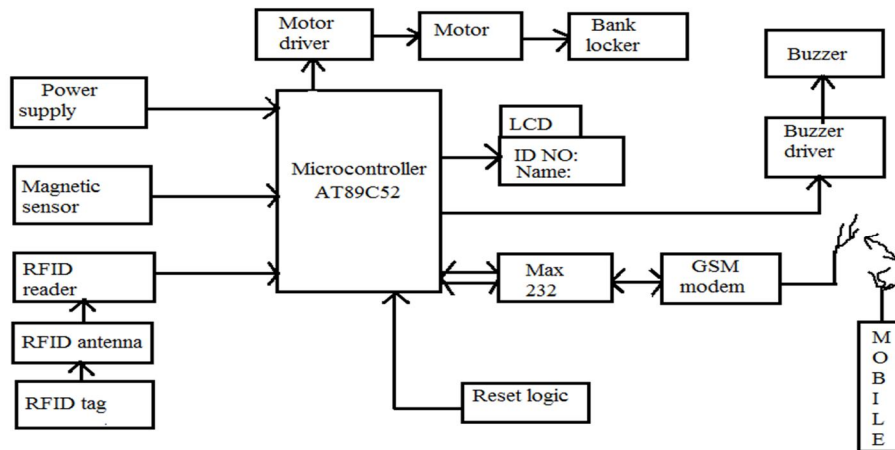 Motor
driver
Motor
Bank
locker
Buzzer
Power
supply
LCD
ID NO:
Name:
Buzzer
driver
Microcontroller
AT89C52
Magnetic
sensor
RFID
reader
Max
232
GSM
modem
RFID antenna
RFID tag
Reset logic
M
O
B
I
L
E